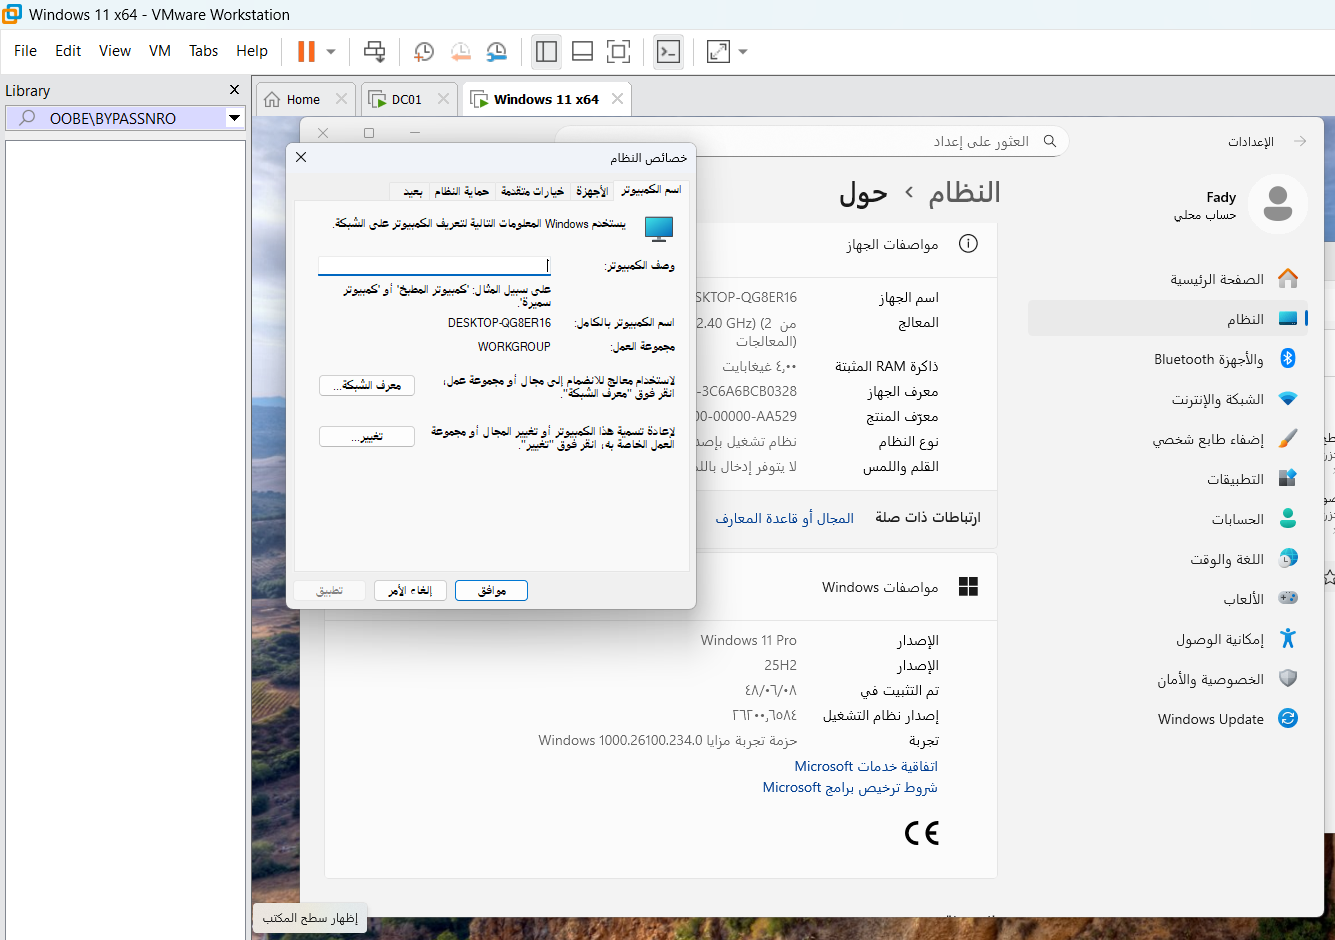 Windows 11 x64 - VMware Workstation
File Edit View VM Tabs Help
Library
OOBE\BYPASSNRO
Home
DC01
Windows 11 x64
الإعدادات
العثور على إعداد
Fady
حساب محلي
الصفحة الرئيسية
النظام
Bluetooth والأجهزة
الشبكة والإنترنت
إضفاء طابع شخصي
التطبيقات
الحسابات
اللغة والوقت
الألعاب
إمكانية الوصول
الخصوصية والأمان
Windows Update
النظام › حول
مواصفات الجهاز
اسم الجهاز SKTOP-QG8ER16
المعالج 2.40 GHz) (2 من
المعالجات)
ذاكرة RAM المثبتة ٤,٠٠ غيغابايت
معرف الجهاز -3C6A6BCB0328
معرّف المنتج 00-00000-AA529
نوع النظام نظام تشغيل
القلم واللمس لا يتوفر إدخال
ارتباطات ذات صلة المجال أو قاعدة المعارف
مواصفات Windows
الإصدار Windows 11 Pro
الإصدار 25H2
تم التثبيت في ٤٨/٠٦/٠٨
إصدار نظام التشغيل ٢٦٢٠٠,٦٥٨٤
تجربة حزمة تجربة مزايا Windows 1000.26100.234.0
اتفاقية خدمات Microsoft
شروط ترخيص برامج Microsoft
خصائص النظام
اسم الكمبيوتر الأجهزة خيارات متقدمة حماية النظام بعيد
يستخدم Windows المعلومات التالية لتعريف الكمبيوتر على الشبكة.
وصف الكمبيوتر:
على سبيل المثال: "كمبيوتر المطبخ" أو "كمبيوتر
سميرة".
اسم الكمبيوتر بالكامل: DESKTOP-QG8ER16
مجموعة العمل: WORKGROUP
لاستخدام معالج للانضمام إلى مجال أو مجموعة عمل،
انقر فوق "معرف الشبكة".
معرف الشبكة...
لإعادة تسمية هذا الكمبيوتر أو تغيير المجال أو مجموعة
العمل الخاصة به، انقر فوق "تغيير".
تغيير...
موافق إلغاء الأمر تطبيق
إظهار سطح المكتب